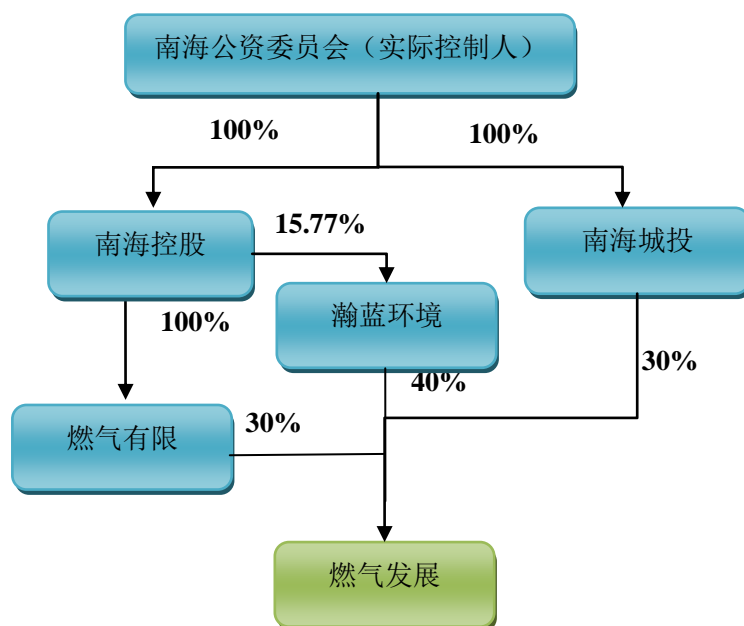 南海公资委员会（实际控制人）
100%
100%
南海控股
15.77%
南海城投
瀚蓝环境
100%
40%
30%
燃气有限
30%
燃气发展